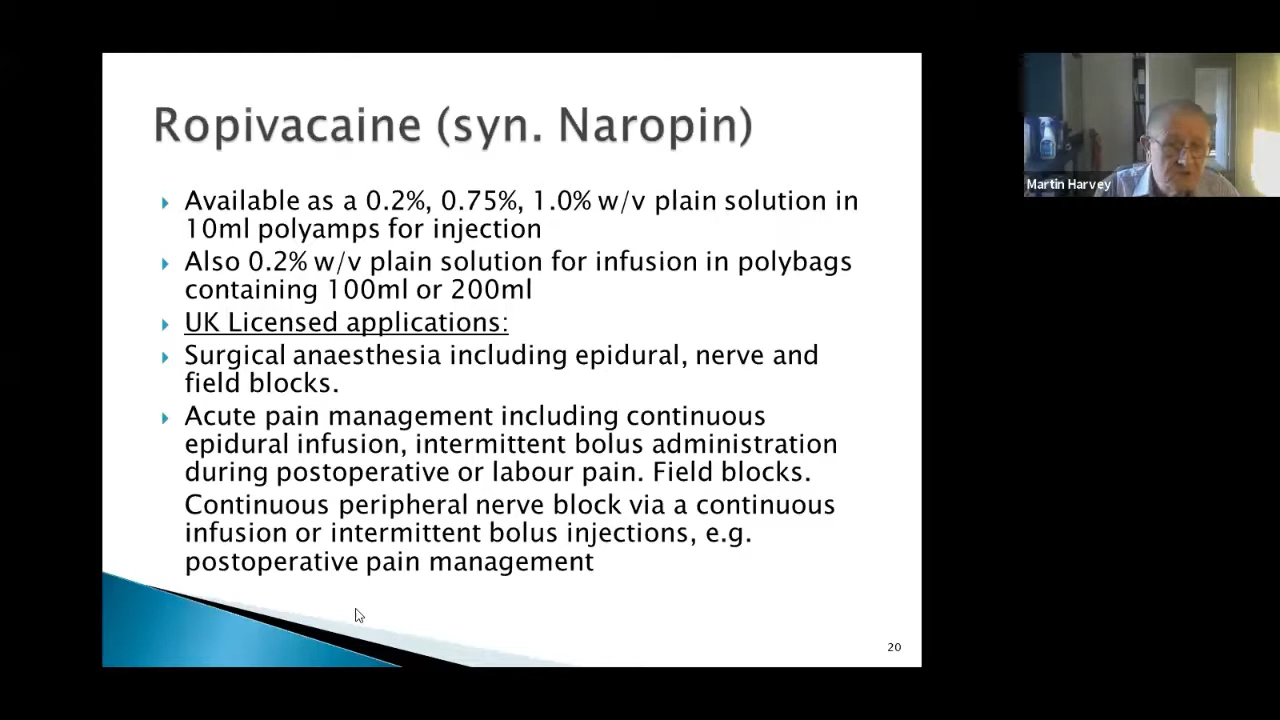 Ropivacaine (syn. Naropin)
Available as a 0.2%, 0.75%, 1.0% w/v plain solution in
10ml polyamps for injection
Also 0.2% w/v plain solution for infusion in polybags
containing 100ml or 200ml
UK Licensed applications:
Surgical anaesthesia including epidural, nerve and
field blocks.
Acute pain management including continuous
epidural infusion, intermittent bolus administration
during postoperative or labour pain. Field blocks.
Continuous peripheral nerve block via a continuous
infusion or intermittent bolus injections, e.g.
postoperative pain management
20
Martin Harvey